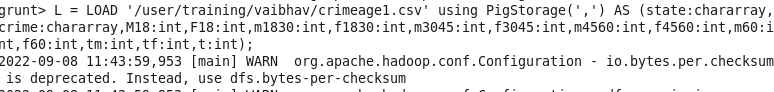 grunt> L = LOAD '/user/training/vaibhav/crimeage1.csv' using PigStorage(',') AS (state:chararray,
crime:chararray,M18:int,F18:int,m1830:int,f1830:int,m3045:int,f3045:int,m4560:int,f4560:int,m60:i
nt,f60:int,tm:int,tf:int,t:int);
2022-09-08 11:43:59,953 [main] WARN  org.apache.hadoop.conf.Configuration - io.bytes.per.checksum
 is deprecated. Instead, use dfs.bytes-per-checksum